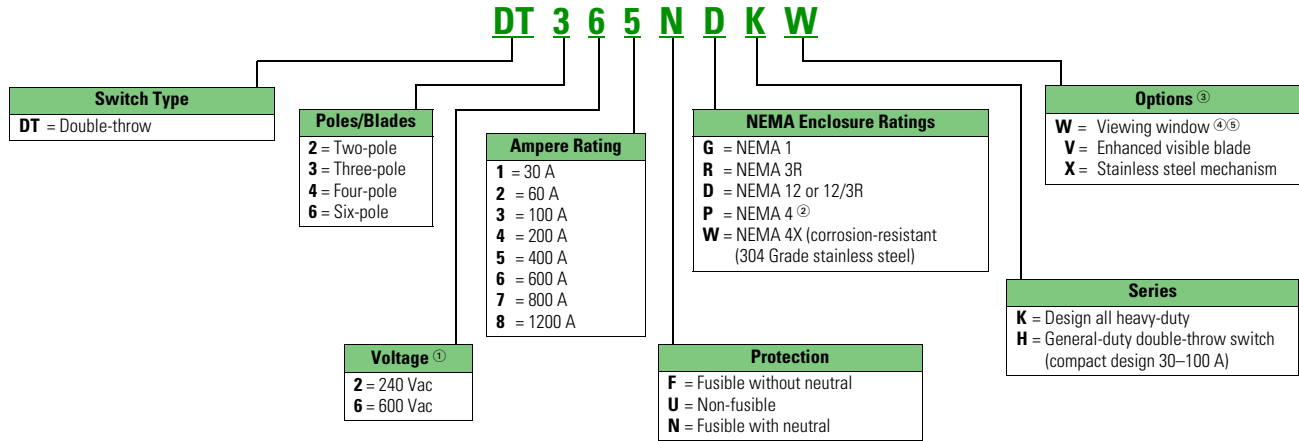 DT 3 6 5 N D K W
Switch Type
DT = Double-throw
Poles/Blades
2 = Two-pole
3 = Three-pole
4 = Four-pole
6 = Six-pole
Voltage ①
2 = 240 Vac
6 = 600 Vac
Ampere Rating
1 = 30 A
2 = 60 A
3 = 100 A
4 = 200 A
5 = 400 A
6 = 600 A
7 = 800 A
8 = 1200 A
Protection
F = Fusible without neutral
U = Non-fusible
N = Fusible with neutral
NEMA Enclosure Ratings
G = NEMA 1
R = NEMA 3R
D = NEMA 12 or 12/3R
P = NEMA 4 ②
W = NEMA 4X (corrosion-resistant
(304 Grade stainless steel)
Series
K = Design all heavy-duty
H = General-duty double-throw switch
(compact design 30–100 A)
Options ③
W = Viewing window ④⑤
V = Enhanced visible blade
X = Stainless steel mechanism